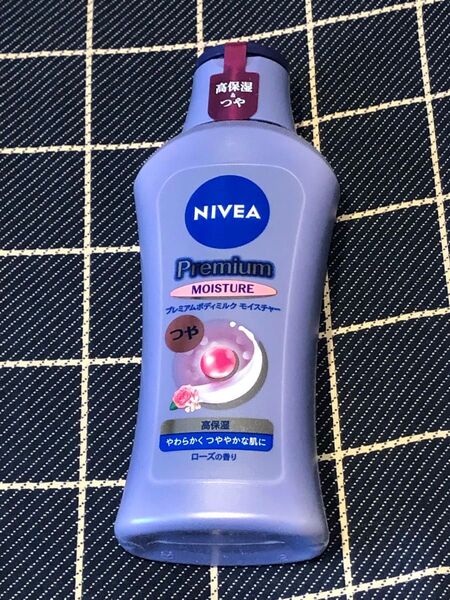 高保湿
&
つや
NIVEA
Premium
MOISTURE
プレミアムボディミルク モイスチャー
つや
高保湿
やわらかく つややかな肌に
ローズの香り